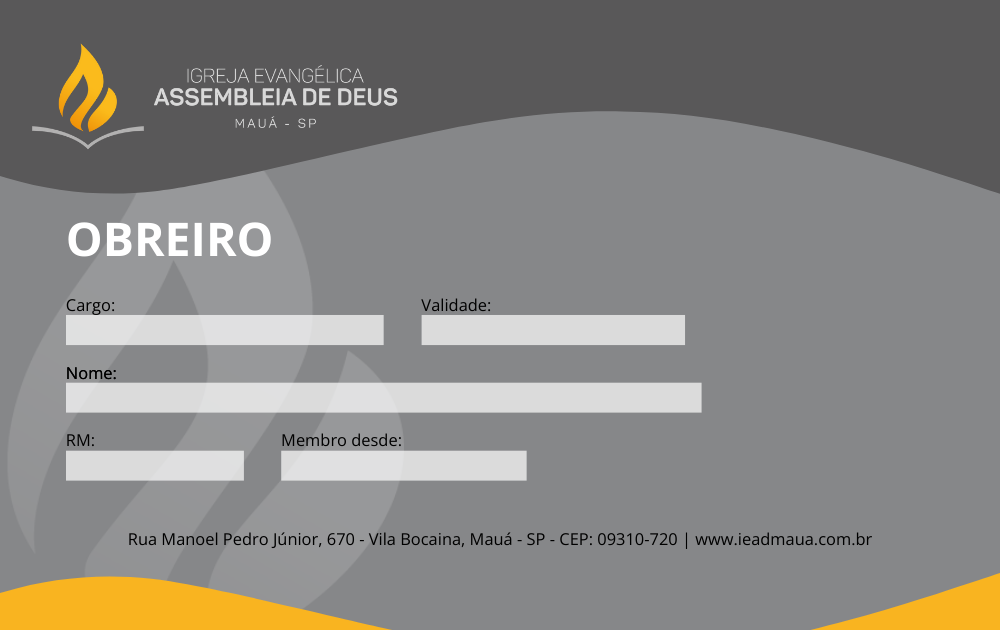 IGREJA EVANGÉLICA
ASSEMBLEIA DE DEUS
MAUÁ - SP
OBREIRO
Cargo: Validade:
Nome:
RM: Membro desde:
Rua Manoel Pedro Júnior, 670 - Vila Bocaina, Mauá - SP - CEP: 09310-720 | www.ieadmaua.com.br